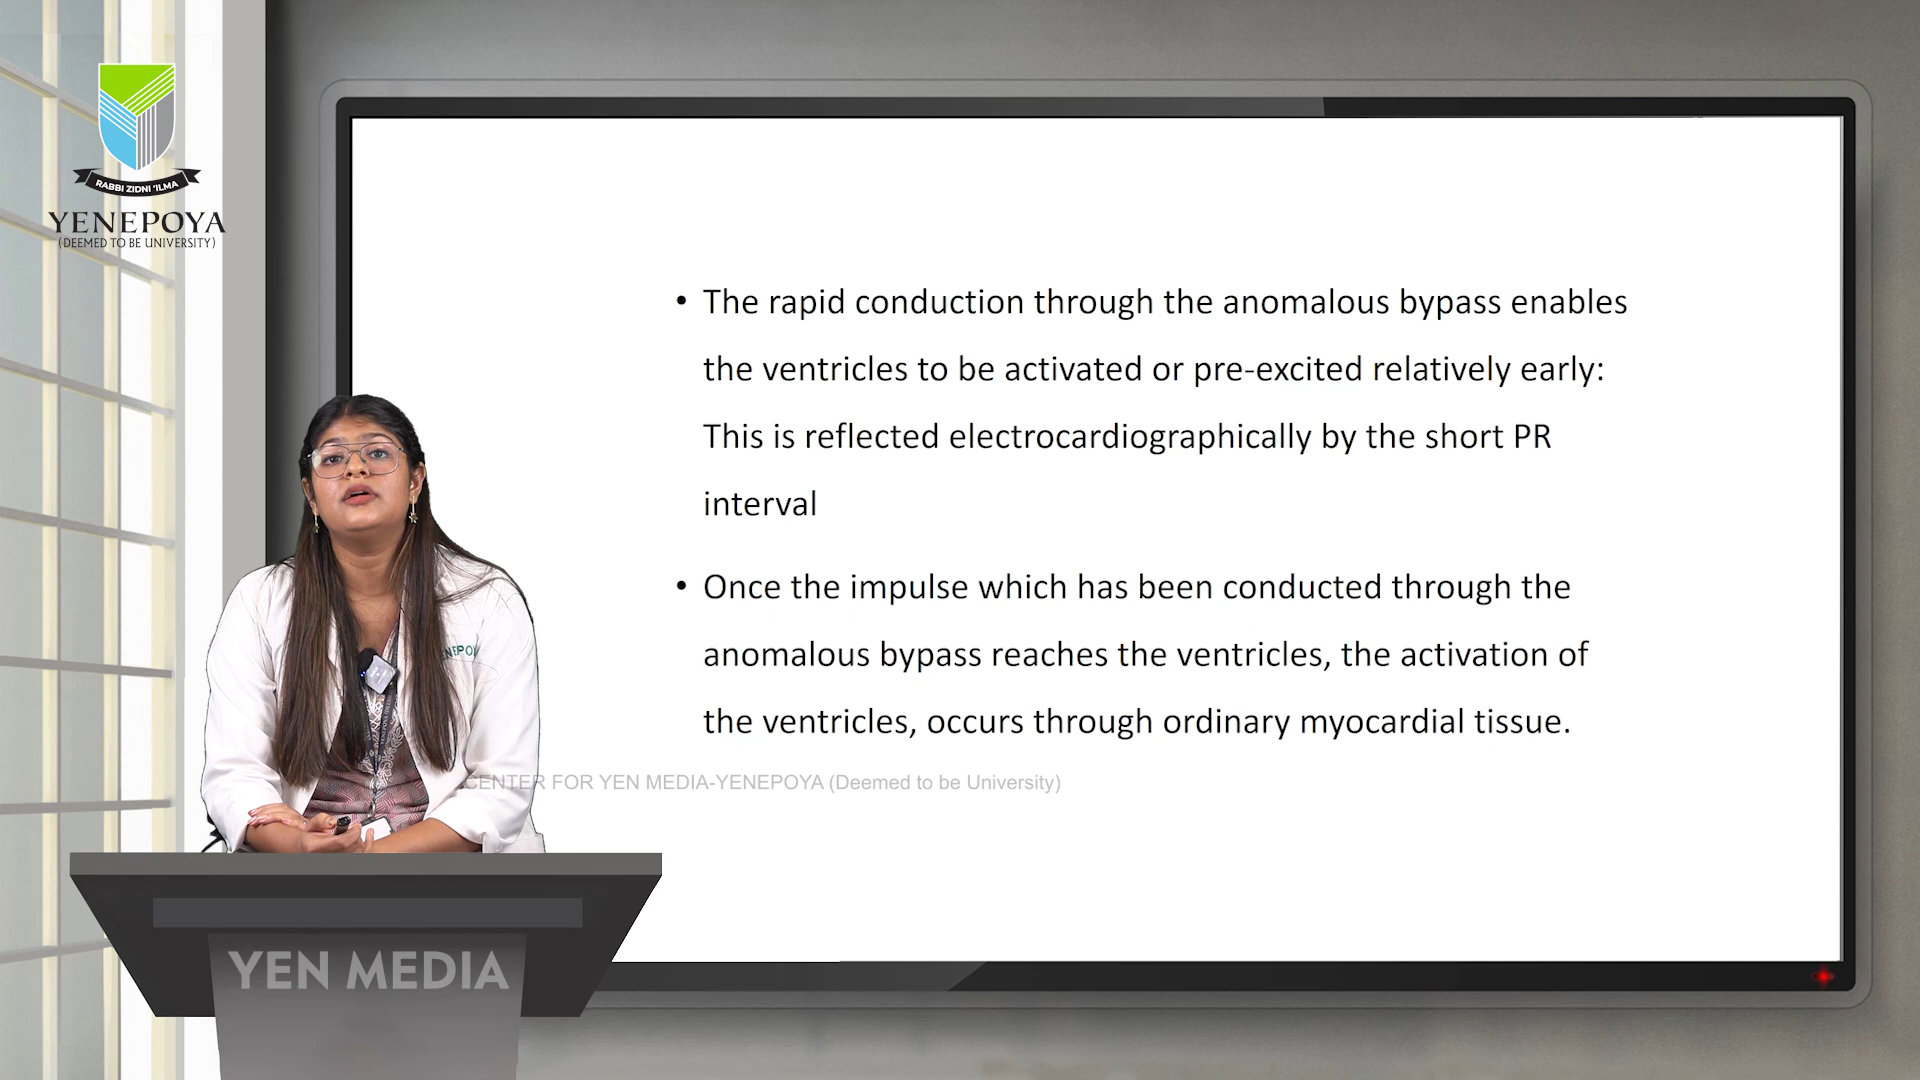 RABBI ZIDNI 'ILMA
YENEPOYA
(DEEMED TO BE UNIVERSITY)
• The rapid conduction through the anomalous bypass enables
the ventricles to be activated or pre-excited relatively early:
This is reflected electrocardiographically by the short PR
interval
• Once the impulse which has been conducted through the
anomalous bypass reaches the ventricles, the activation of
the ventricles, occurs through ordinary myocardial tissue.
CENTER FOR YEN MEDIA-YENEPOYA (Deemed to be University)
YEN MEDIA